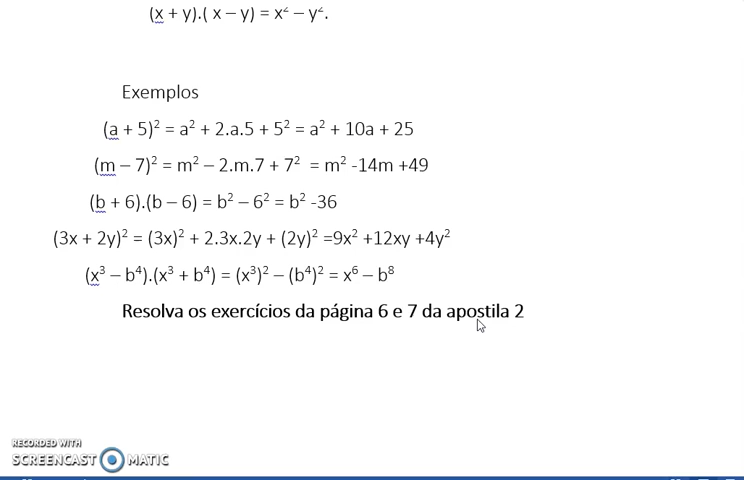 (x + y).( x – y) = x² – y².
Exemplos
(a + 5)² = a² + 2.a.5 + 5² = a² + 10a + 25
(m – 7)² = m² – 2.m.7 + 7² = m² -14m +49
(b + 6).(b – 6) = b² – 6² = b² -36
(3x + 2y)² = (3x)² + 2.3x.2y + (2y)² =9x² +12xy +4y²
(x³ – b⁴).(x³ + b⁴) = (x³)² – (b⁴)² = x⁶ – b⁸
Resolva os exercícios da página 6 e 7 da apostila 2
RECORDED WITH
SCREENCAST MATIC